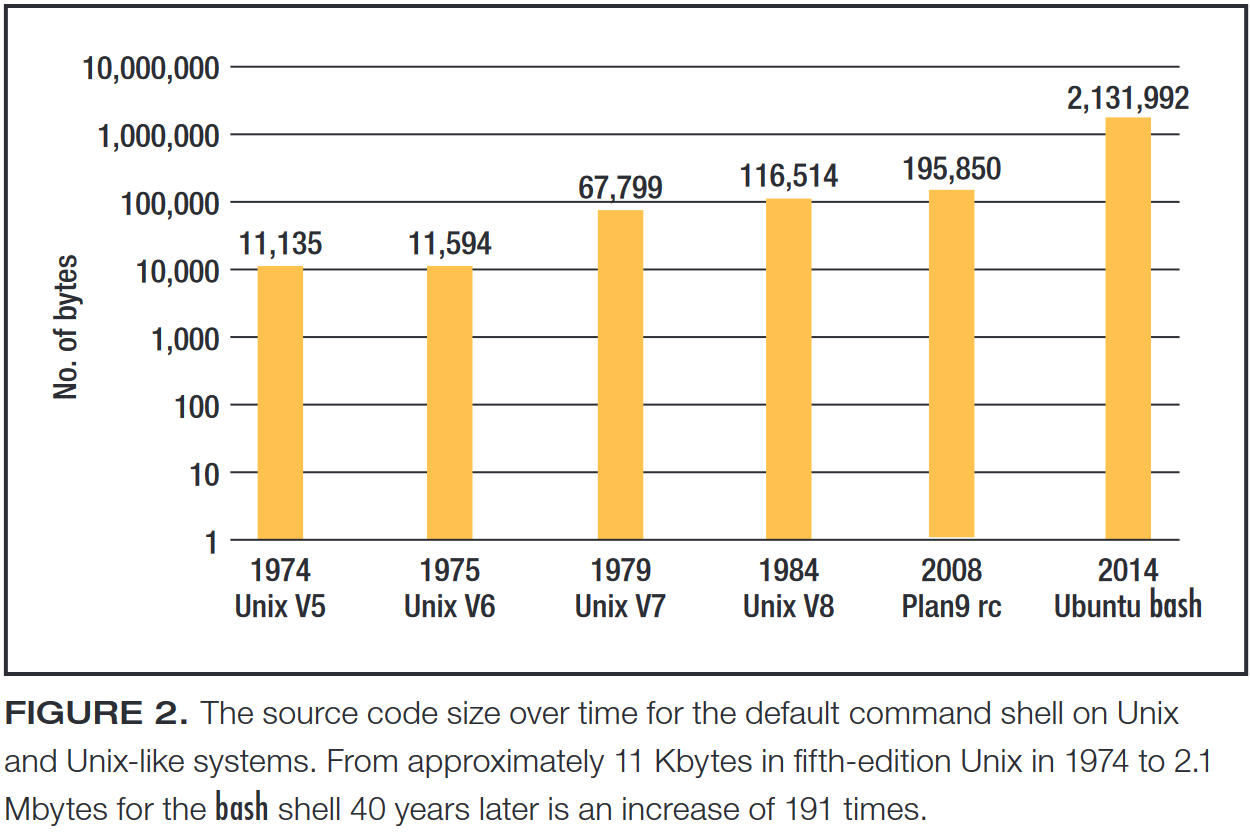 10,000,000
1,000,000
100,000
10,000
1,000
100
10
1
No. of bytes
11,135
11,594
67,799
116,514
195,850
2,131,992
1974
Unix V5
1975
Unix V6
1979
Unix V7
1984
Unix V8
2008
Plan9 rc
2014
Ubuntu bash
FIGURE 2. The source code size over time for the default command shell on Unix
and Unix-like systems. From approximately 11 Kbytes in fifth-edition Unix in 1974 to 2.1
Mbytes for the bash shell 40 years later is an increase of 191 times.